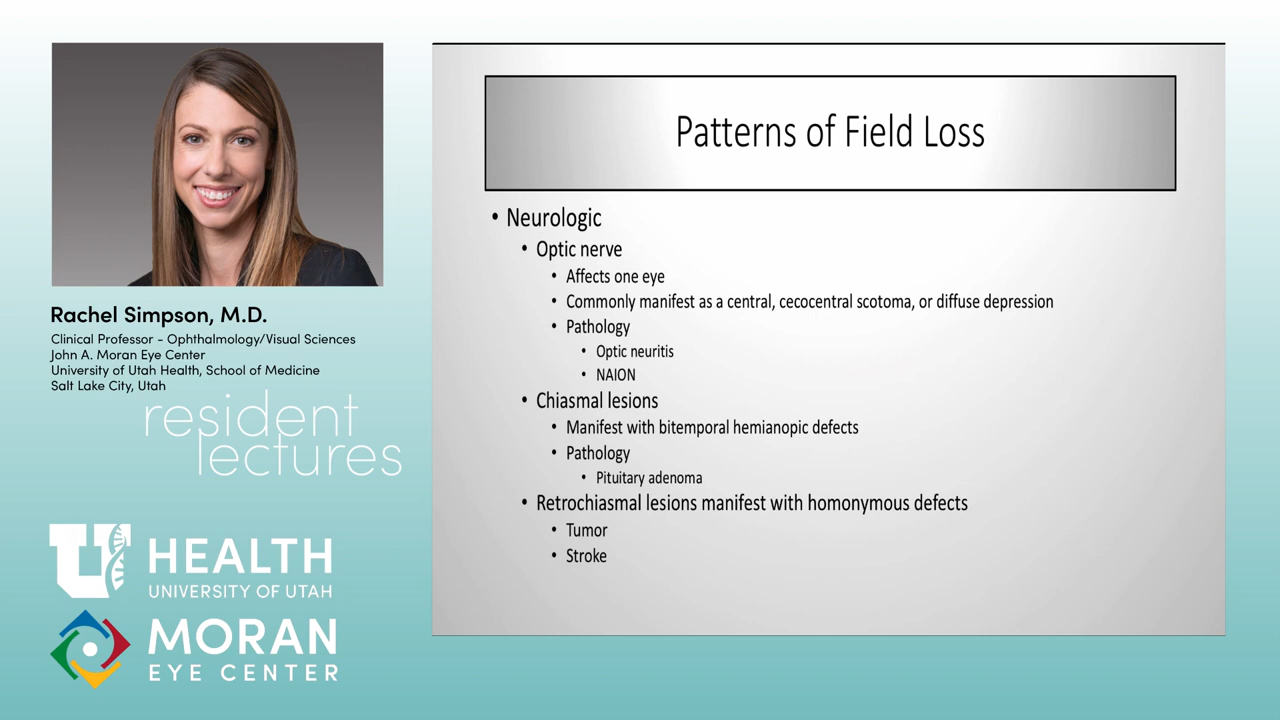 Rachel Simpson, M.D.
Clinical Professor - Ophthalmology/Visual Sciences
John A. Moran Eye Center
University of Utah Health, School of Medicine
Salt Lake City, Utah
resident
lectures
U HEALTH
UNIVERSITY OF UTAH
MORAN
EYE CENTER
Patterns of Field Loss
• Neurologic
• Optic nerve
• Affects one eye
• Commonly manifest as a central, cecocentral scotoma, or diffuse depression
• Pathology
• Optic neuritis
• NAION
• Chiasmal lesions
• Manifest with bitemporal hemianopic defects
• Pathology
• Pituitary adenoma
• Retrochiasmal lesions manifest with homonymous defects
• Tumor
• Stroke